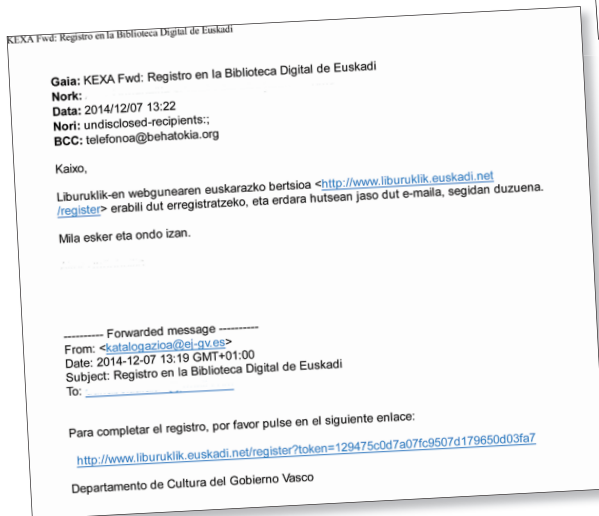 KEXA Fwd: Registro en la Biblioteca Digital de Euskadi
Gaia: KEXA Fwd: Registro en la Biblioteca Digital de Euskadi
Nork:
Data: 2014/12/07 13:22
Nori: undisclosed-recipients:;
BCC: telefonoa@behatokia.org
Kaixo,
Liburuklik-en webgunearen euskarazko bertsioa <http://www.liburuklik.euskadi.net
/register> erabili dut erregistratzeko, eta erdara hutsean jaso dut e-maila, segidan duzuena.
Mila esker eta ondo izan.
---------- Forwarded message ----------
From: <katalogazioa@ej-gv.es>
Date: 2014-12-07 13:19 GMT+01:00
Subject: Registro en la Biblioteca Digital de Euskadi
To:
Para completar el registro, por favor pulse en el siguiente enlace:
http://www.liburuklik.euskadi.net/register?token=129475c0d7a07fc9507d179650d03fa7
Departamento de Cultura del Gobierno Vasco